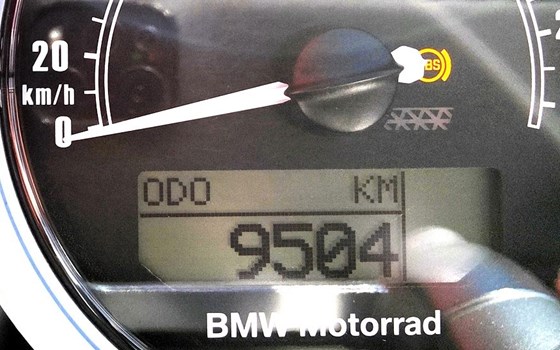 20
km/h
0
ABS
ODO KM
9504
BMW Motorrad